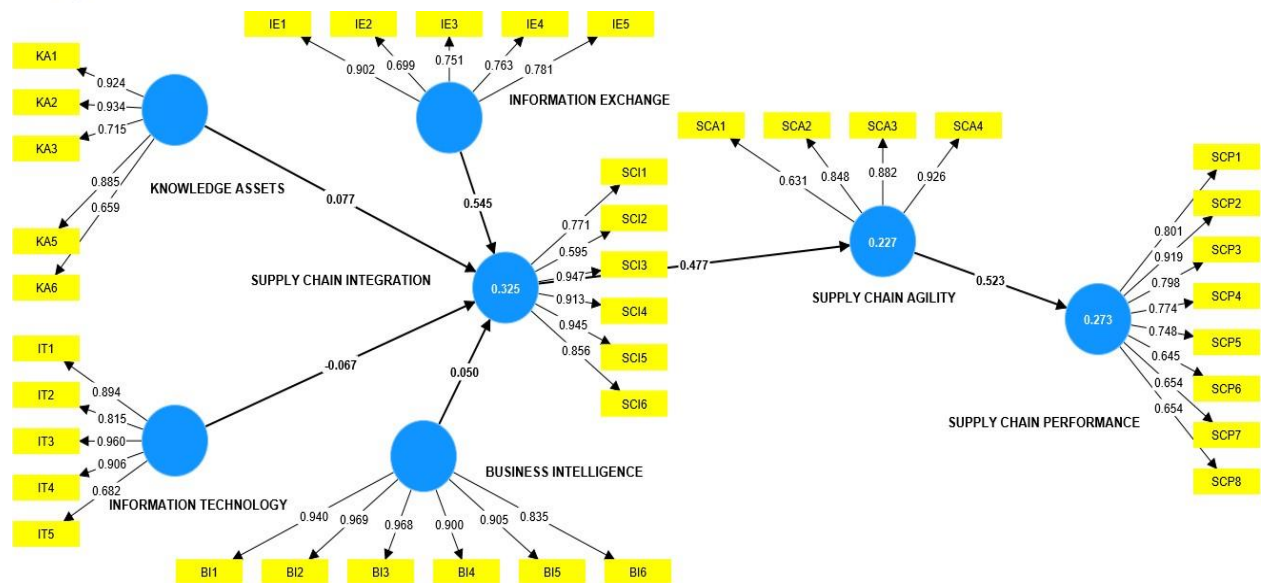 IE1
IE2
IE3
IE4
IE5
0.902
0.699
0.751
0.763
0.781
INFORMATION EXCHANGE
KA1
KA2
KA3
KA5
KA6
0.924
0.934
0.715
0.885
0.659
KNOWLEDGE ASSETS
0.077
0.545
SUPPLY CHAIN INTEGRATION
0.325
SCI1
SCI2
SCI3
SCI4
SCI5
SCI6
0.771
0.595
0.947
0.913
0.945
0.856
0.477
SCA1
SCA2
SCA3
SCA4
0.631
0.848
0.882
0.926
0.227
SUPPLY CHAIN AGILITY
0.523
SCP1
SCP2
SCP3
SCP4
SCP5
SCP6
SCP7
SCP8
0.801
0.919
0.798
0.774
0.748
0.645
0.654
0.654
0.273
SUPPLY CHAIN PERFORMANCE
IT1
IT2
IT3
IT4
IT5
0.894
0.815
0.960
0.906
0.682
INFORMATION TECHNOLOGY
-0.067
0.050
BUSINESS INTELLIGENCE
0.940
0.969
0.968
0.900
0.905
0.835
BI1
BI2
BI3
BI4
BI5
BI6